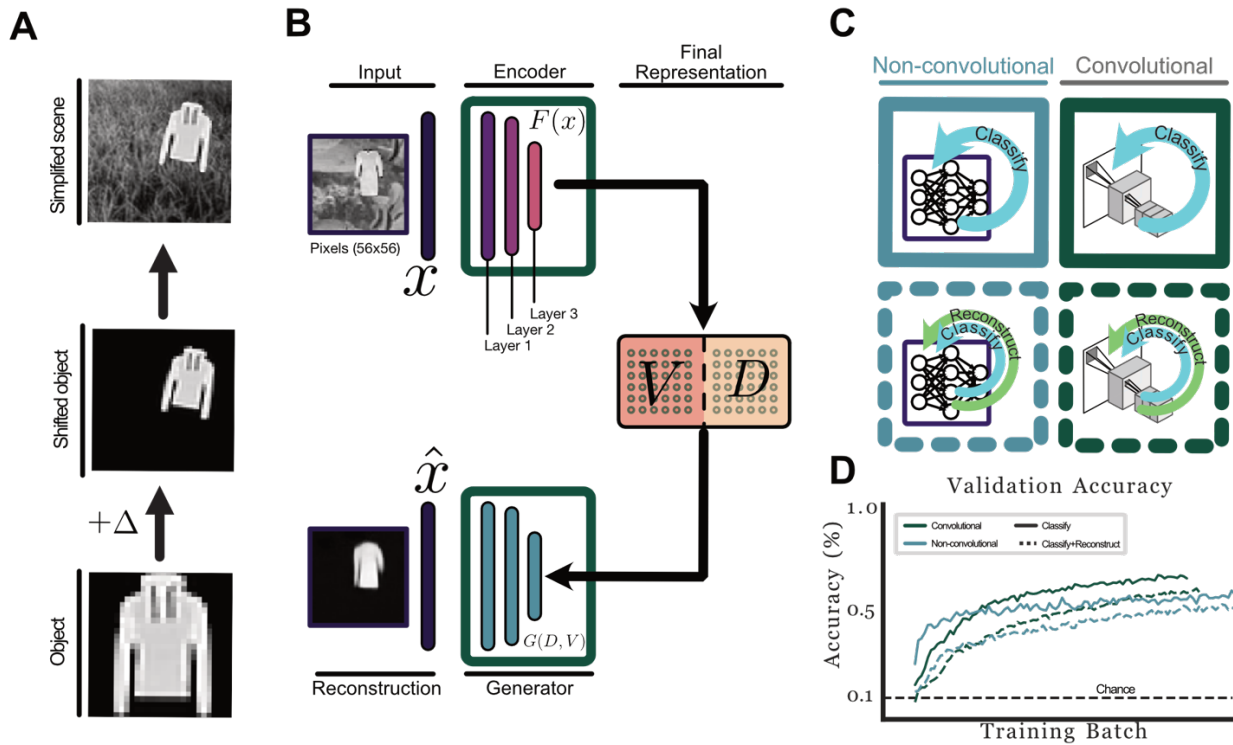 A
Simplifed scene
Shifted object
+Δ
Object
B
Input
Encoder
Final
Representation
F(x)
Pixels (56x56)
x
Layer 3
Layer 2
Layer 1
V
D
x̂
G(D, V)
Reconstruction
Generator
C
Non-convolutional
Convolutional
Classify
Classify
Reconstruct
Classify
Reconstruct
Classify
D
Validation Accuracy
Accuracy (%)
1.0
0.5
0.1
Convolutional
Non-convolutional
Classify
Classify+Reconstruct
Chance
Training Batch